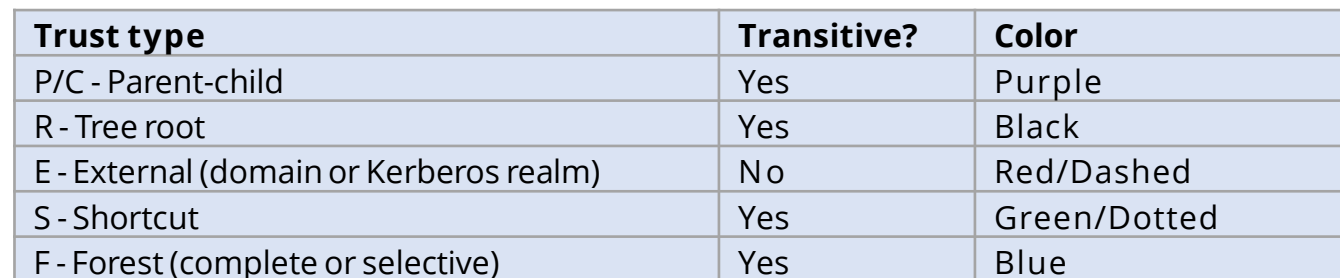 Trust type Transitive? Color
P/C - Parent-child Yes Purple
R - Tree root Yes Black
E - External (domain or Kerberos realm) No Red/Dashed
S - Shortcut Yes Green/Dotted
F - Forest (complete or selective) Yes Blue